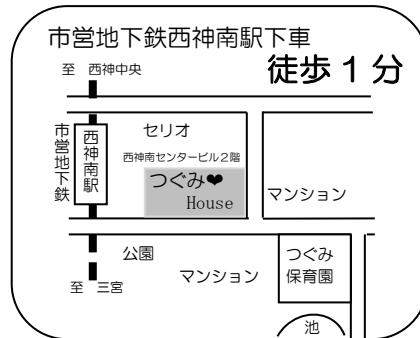 市営地下鉄西神南駅下車
徒歩1分
至 西神中央
市営地下鉄
西神南駅
セリオ
西神南センタービル2階
つぐみ❤
House
マンション
公園
マンション
つぐみ
保育園
至 三宮
池